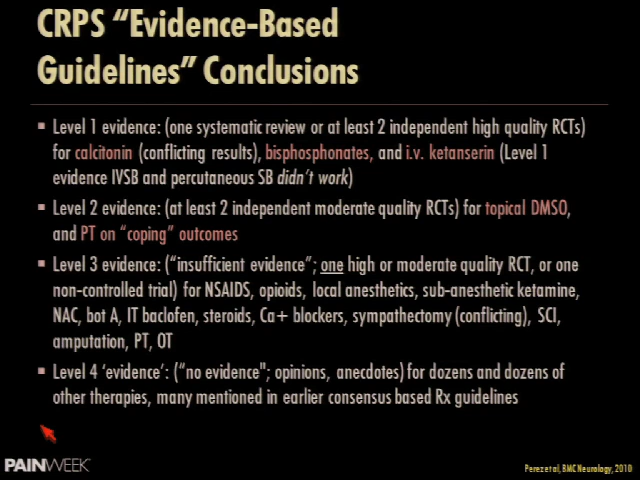 CRPS “Evidence-Based
Guidelines” Conclusions
Level 1 evidence: (one systematic review or at least 2 independent high quality RCTs)
for calcitonin (conflicting results), bisphosphonates, and i.v. ketanserin (Level 1
evidence IVSB and percutaneous SB didn’t work)
Level 2 evidence: (at least 2 independent moderate quality RCTs) for topical DMSO,
and PT on “coping” outcomes
Level 3 evidence: (“insufficient evidence”; one high or moderate quality RCT, or one
non-controlled trial) for NSAIDS, opioids, local anesthetics, sub-anesthetic ketamine,
NAC, bot A, IT baclofen, steroids, Ca+ blockers, sympathectomy (conflicting), SCI,
amputation, PT, OT
Level 4 ‘evidence’: (“no evidence"; opinions, anecdotes) for dozens and dozens of
other therapies, many mentioned in earlier consensus based Rx guidelines
PAINWEEK
Perez et al, BMC Neurology, 2010